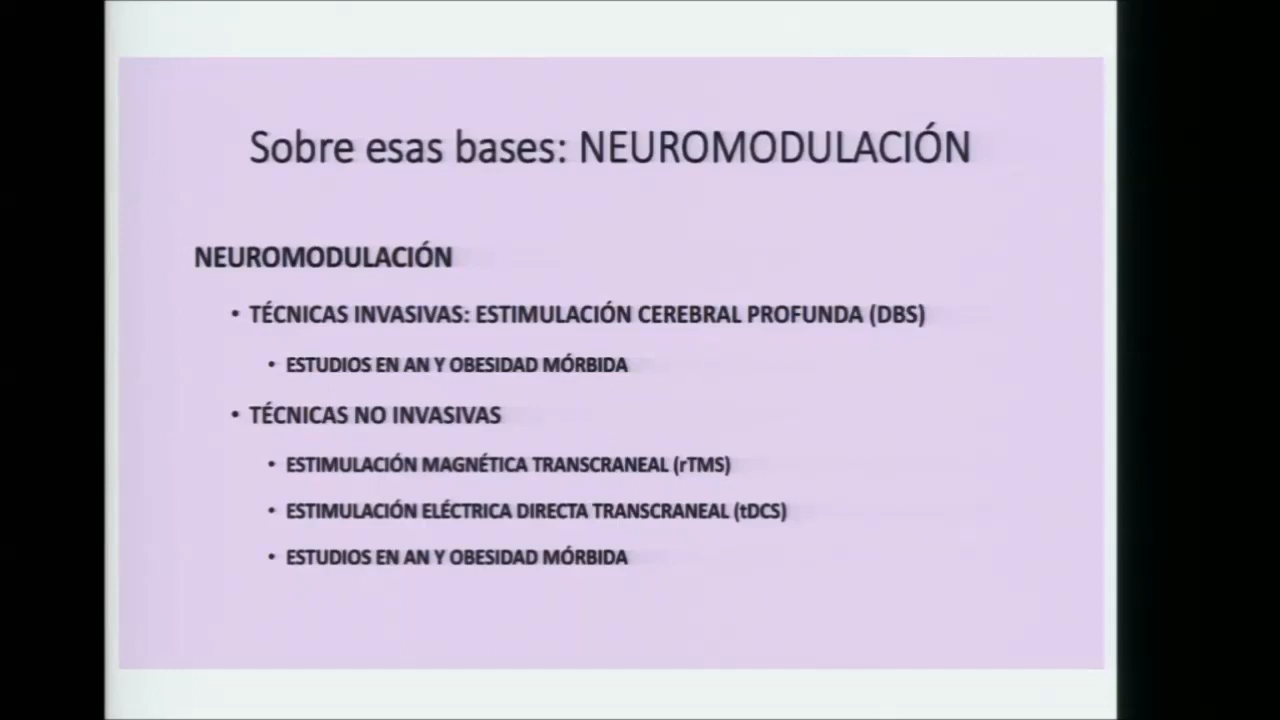 Sobre esas bases: NEUROMODULACIÓN
NEUROMODULACIÓN
• TÉCNICAS INVASIVAS: ESTIMULACIÓN CEREBRAL PROFUNDA (DBS)
• ESTUDIOS EN AN Y OBESIDAD MÓRBIDA
• TÉCNICAS NO INVASIVAS
• ESTIMULACIÓN MAGNÉTICA TRANSCRANEAL (rTMS)
• ESTIMULACIÓN ELÉCTRICA DIRECTA TRANSCRANEAL (tDCS)
• ESTUDIOS EN AN Y OBESIDAD MÓRBIDA